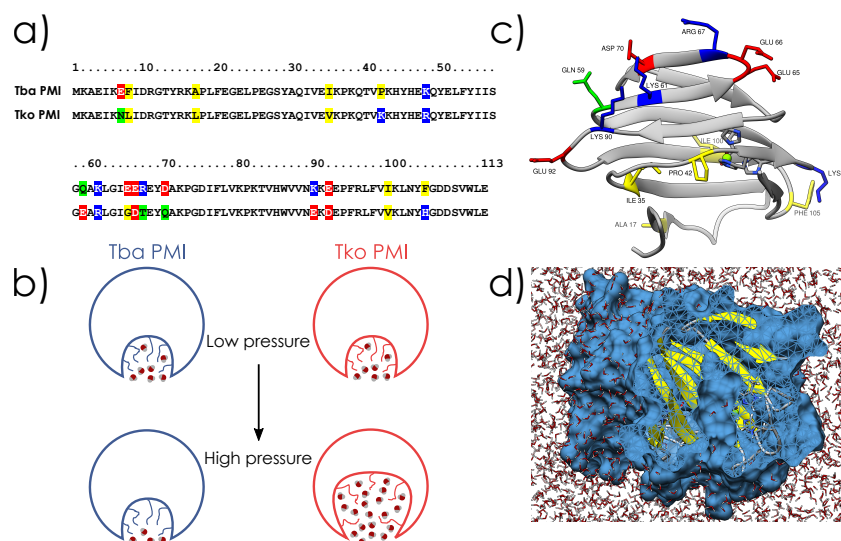 a)
1......10........20........30........40........50
Tba PMI MKAEIKEFIDRGTYRKAPLFEGELPEGSYAQIVEIKPKQTVPKHYHEKQYELFYIIS
Tko PMI MKAEIKNLIDRGTYRKLPLFEGELPEGSYAQIVEVKPKQTVKKHYHERQYELFYIIS
..60........70........80........90.......100.........113
GQAKLGIEEREYDAKPGDIFLVKPKTVHWVVNKKEEPFRLFVIKLNYFGDDSVWLE
GEARLGIGDTEYQAKPGDIFLVKPKTVHWVVNEKDEPFRLFVVKLNYHGDDSVWLE
b)
Tba PMI
Tko PMI
Low pressure
High pressure
c)
ARG 67
GLU 66
ASP 70
GLU 65
GLN 59
LYS 61
LYS 90
ILE 100
GLU 92
PRO 42
LYS
ILE 35
PHE 105
ALA 17
d)